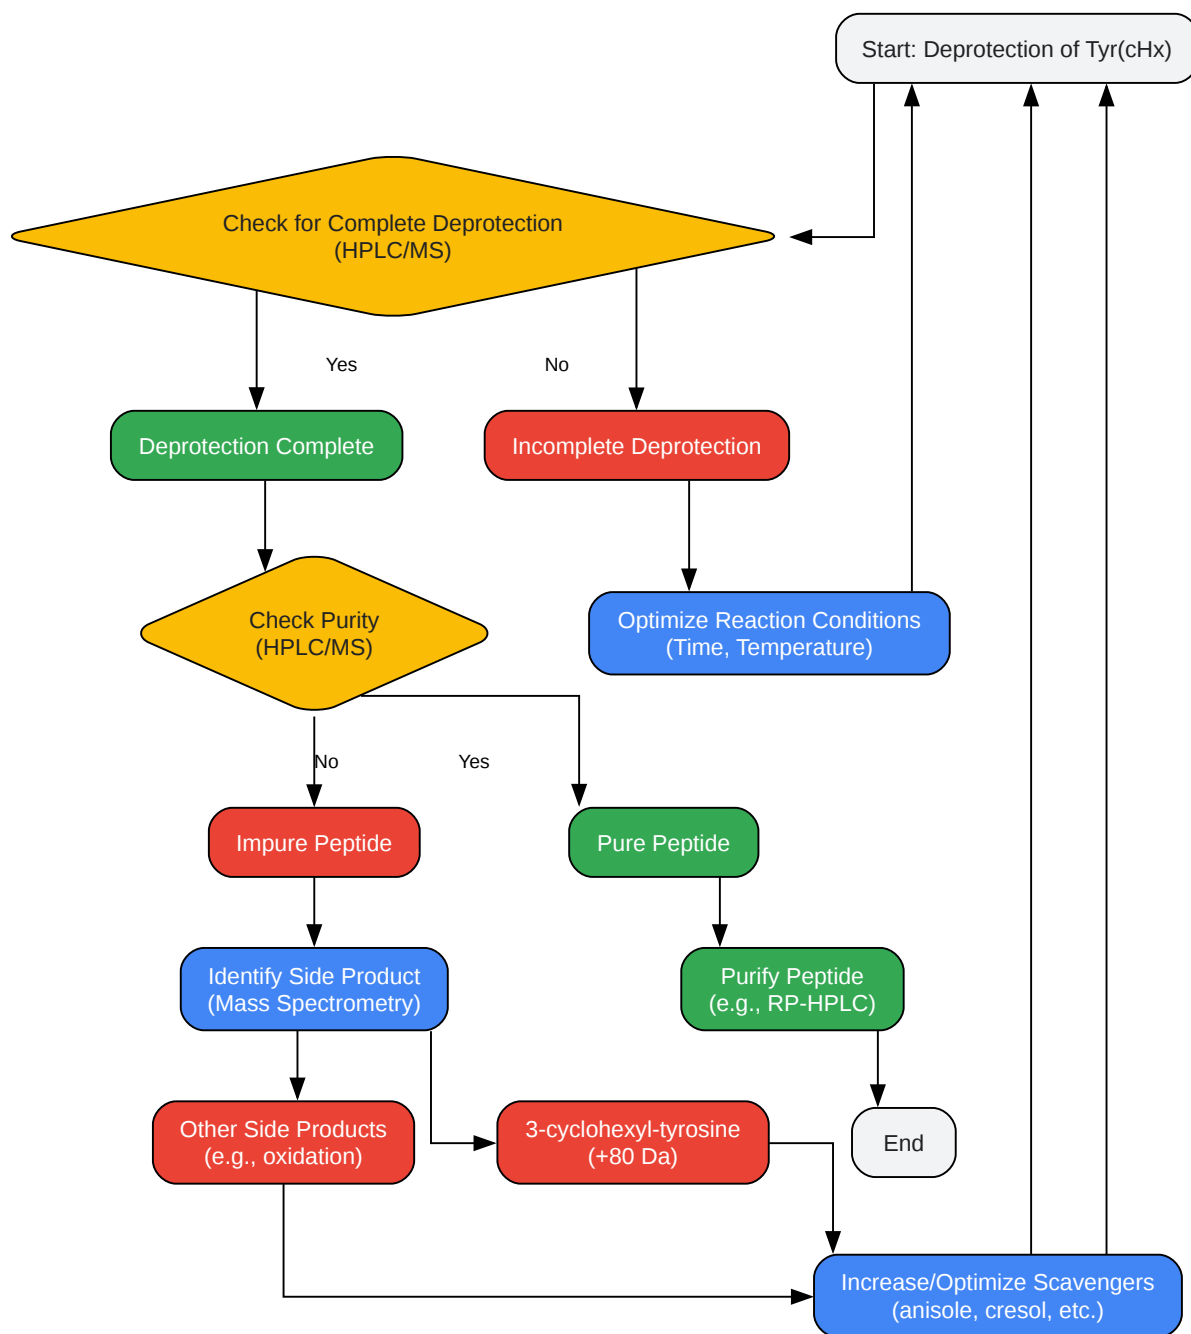 Start: Deprotection of Tyr(cHx)
Check for Complete Deprotection
(HPLC/MS)
Yes
No
Deprotection Complete
Incomplete Deprotection
Check Purity
(HPLC/MS)
Optimize Reaction Conditions
(Time, Temperature)
No
Yes
Impure Peptide
Pure Peptide
Identify Side Product
(Mass Spectrometry)
Purify Peptide
(e.g., RP-HPLC)
Other Side Products
(e.g., oxidation)
3-cyclohexyl-tyrosine
(+80 Da)
End
Increase/Optimize Scavengers
(anisole, cresol, etc.)